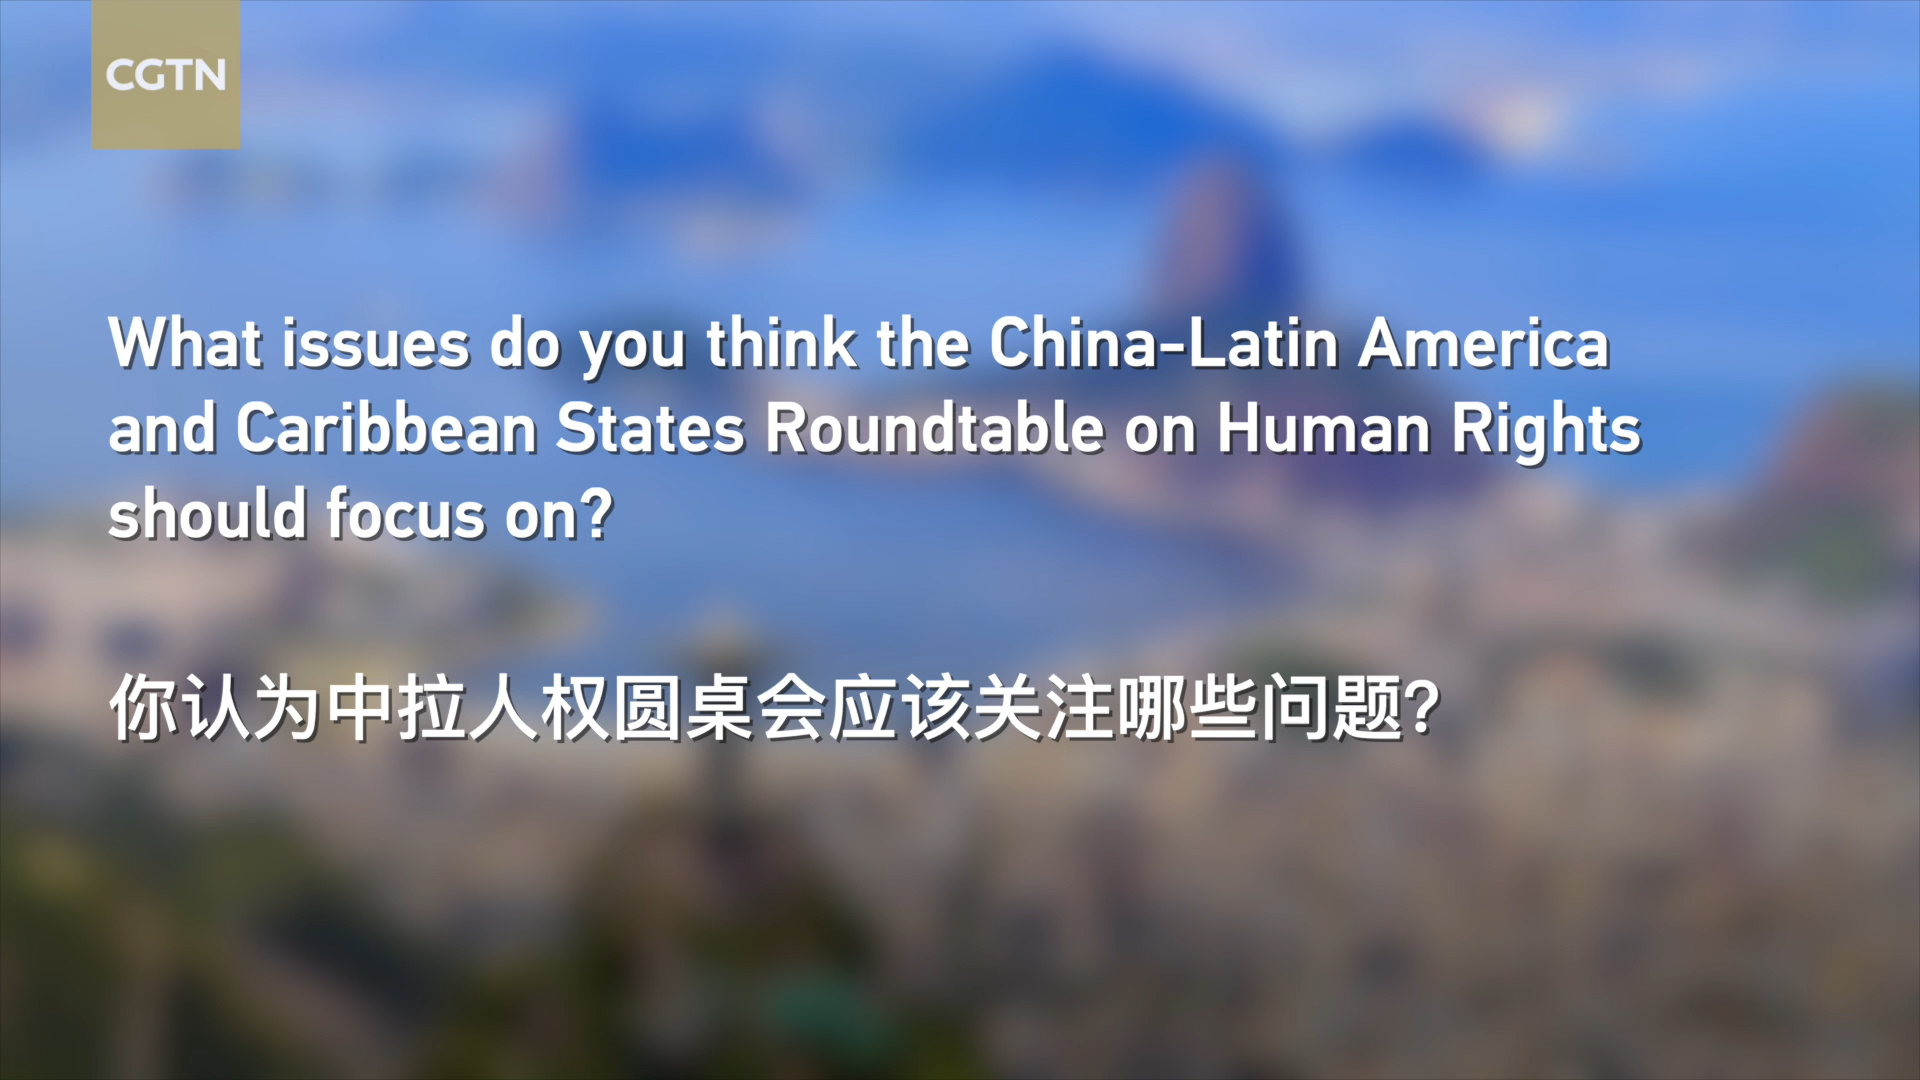 CGTN
What issues do you think the China-Latin America
and Caribbean States Roundtable on Human Rights
should focus on?
你认为中拉人权圆桌会应该关注哪些问题?